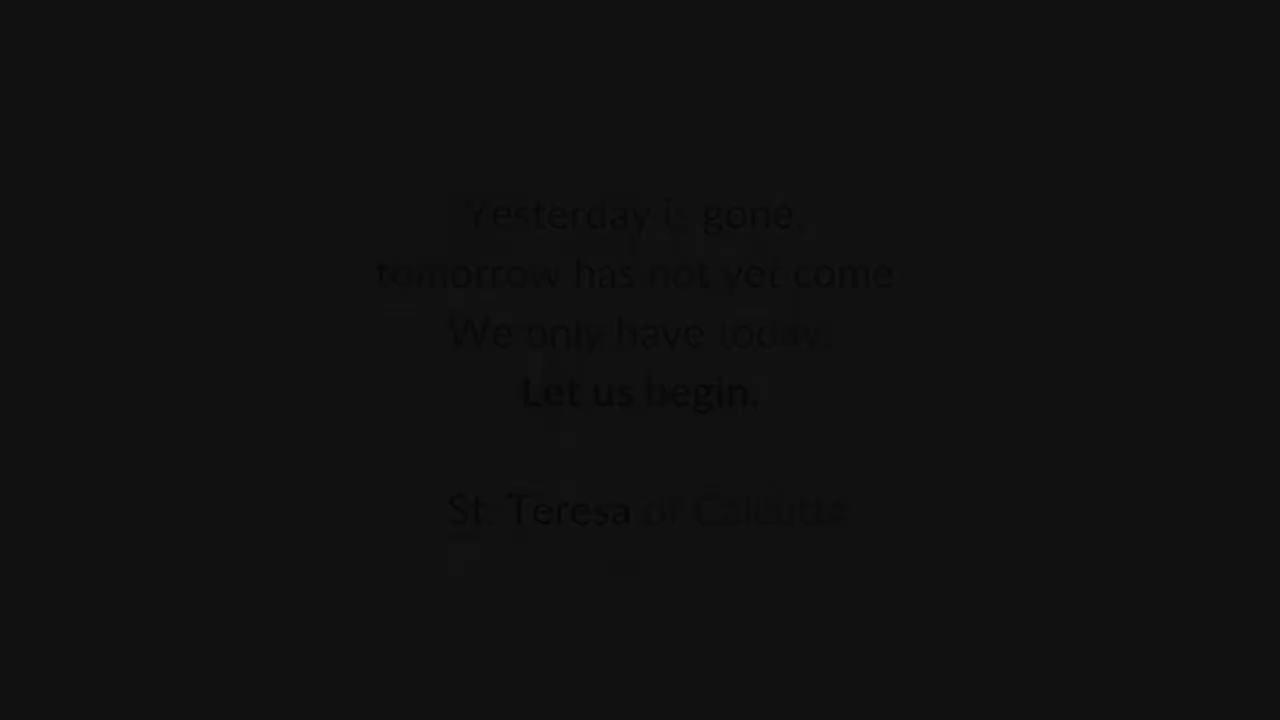 Yesterday is gone,
tomorrow has not yet come
We only have today.
Let us begin.
St. Teresa of Calcutta